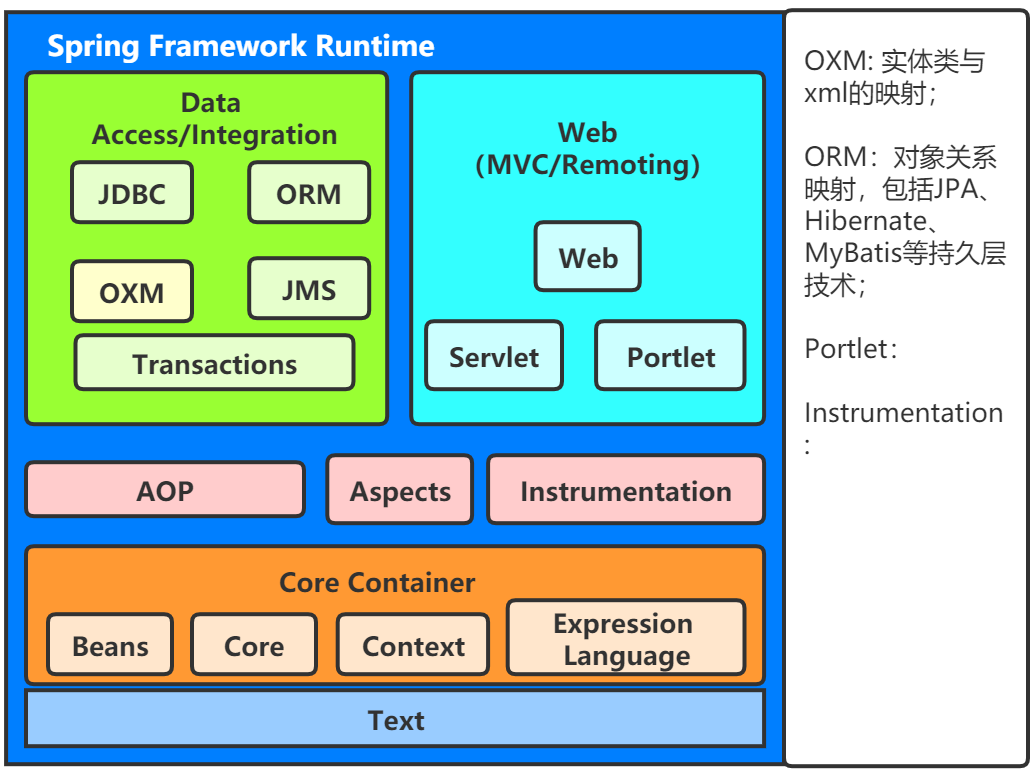 Spring Framework Runtime
Data
Access/Integration
JDBC
ORM
OXM
JMS
Transactions
Web
（MVC/Remoting）
Web
Servlet
Portlet
AOP
Aspects
Instrumentation
Core Container
Beans
Core
Context
Expression
Language
Text
OXM: 实体类与
xml的映射；
ORM：对象关系
映射，包括JPA、
Hibernate、
MyBatis等持久层
技术；
Portlet：
Instrumentation
：